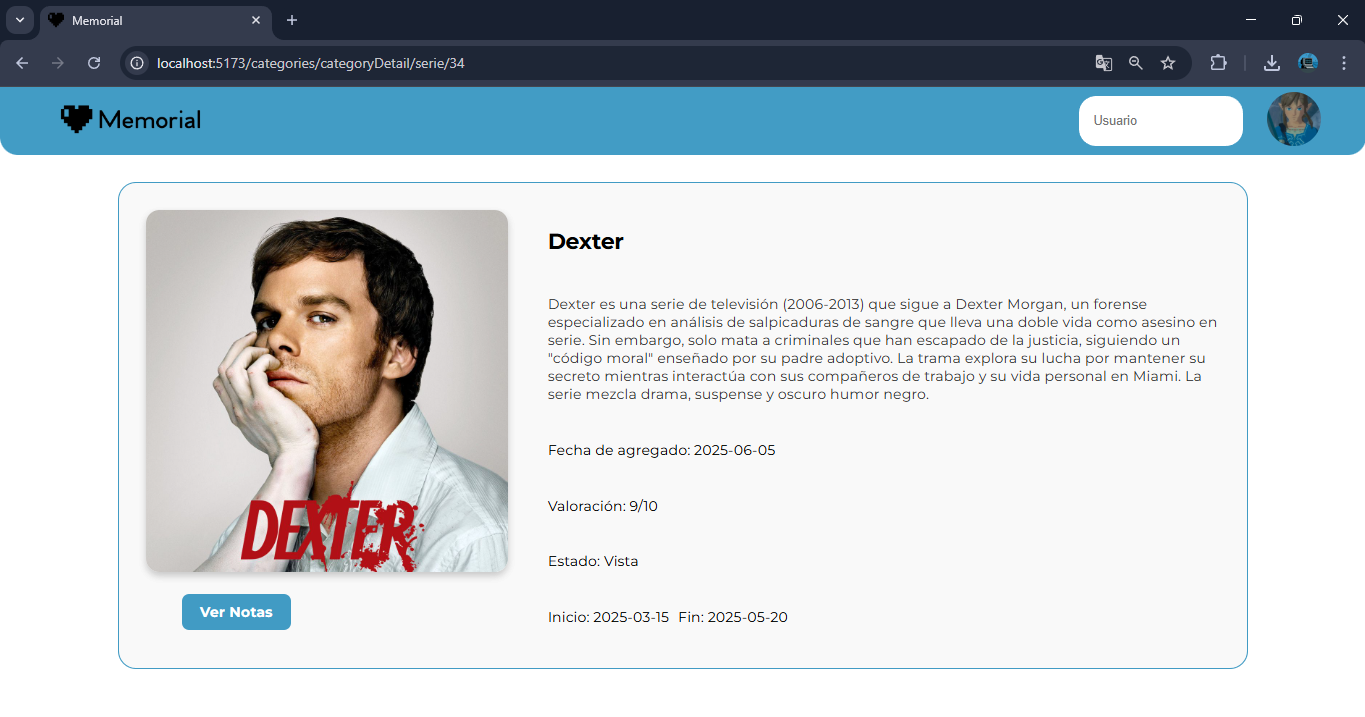 Memorial
localhost:5173/categories/categoryDetail/serie/34
Memorial
Usuario
Dexter
Dexter es una serie de televisión (2006-2013) que sigue a Dexter Morgan, un forense
especializado en análisis de salpicaduras de sangre que lleva una doble vida como asesino en
serie. Sin embargo, solo mata a criminales que han escapado de la justicia, siguiendo un
"código moral" enseñado por su padre adoptivo. La trama explora su lucha por mantener su
secreto mientras interactúa con sus compañeros de trabajo y su vida personal en Miami. La
serie mezcla drama, suspense y oscuro humor negro.
Fecha de agregado: 2025-06-05
Valoración: 9/10
Estado: Vista
Inicio: 2025-03-15 Fin: 2025-05-20
DEXTER
Ver Notas